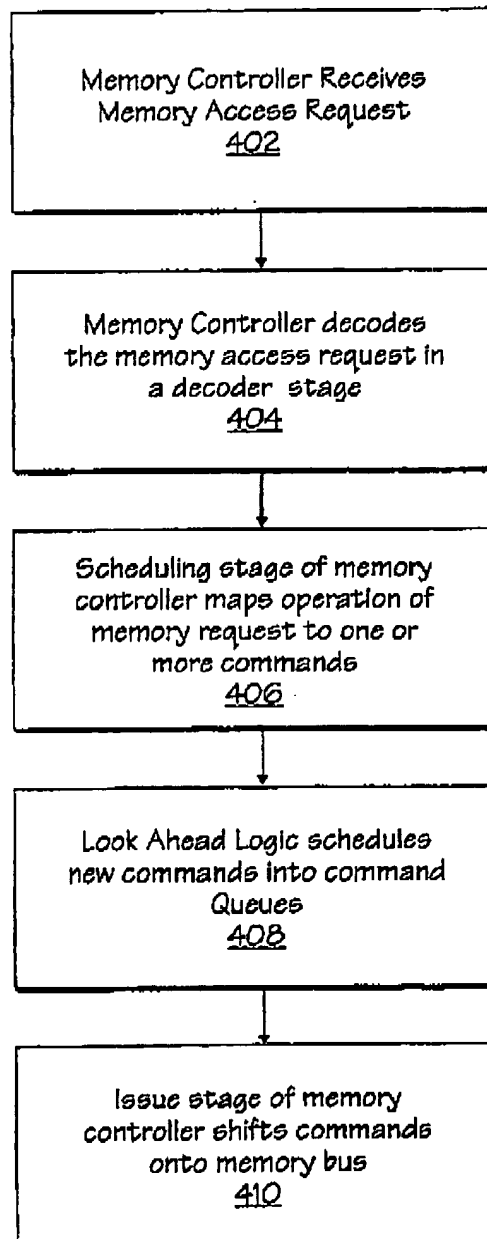 Memory Controller Receives
Memory Access Request
402
Memory Controller decodes
the memory access request in
a decoder stage
404
Scheduling stage of memory
controller maps operation of
memory request to one or
more commands
406
Look Ahead Logic schedules
new commands into command
Queues
408
Issue stage of memory
controller shifts commands
onto memory bus
410